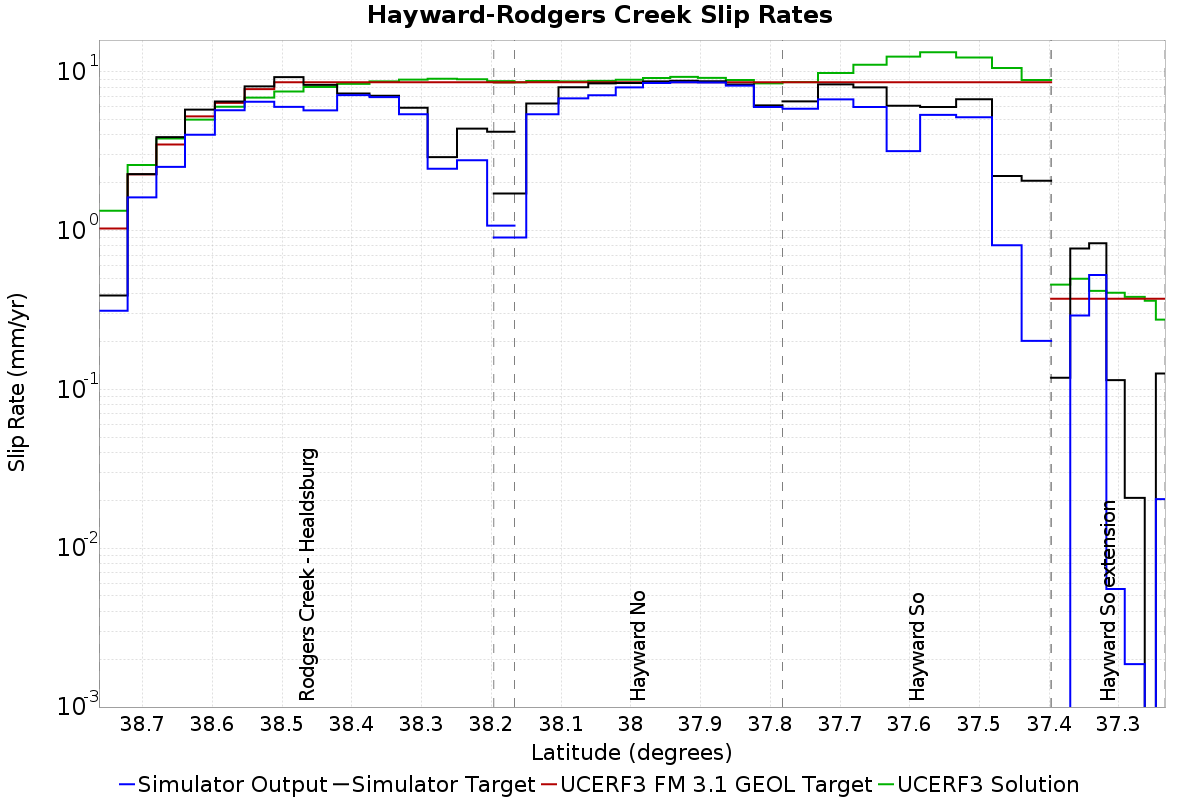 Hayward-Rodgers Creek Slip Rates
Slip Rate (mm/yr)
10^1
10^0
10^-1
10^-2
10^-3
Rodgers Creek - Healdsburg
Hayward No
Hayward So
Hayward So extension
38.7 38.6 38.5 38.4 38.3 38.2 38.1 38 37.9 37.8 37.7 37.6 37.5 37.4 37.3
Latitude (degrees)
Simulator Output Simulator Target UCERF3 FM 3.1 GEOL Target UCERF3 Solution